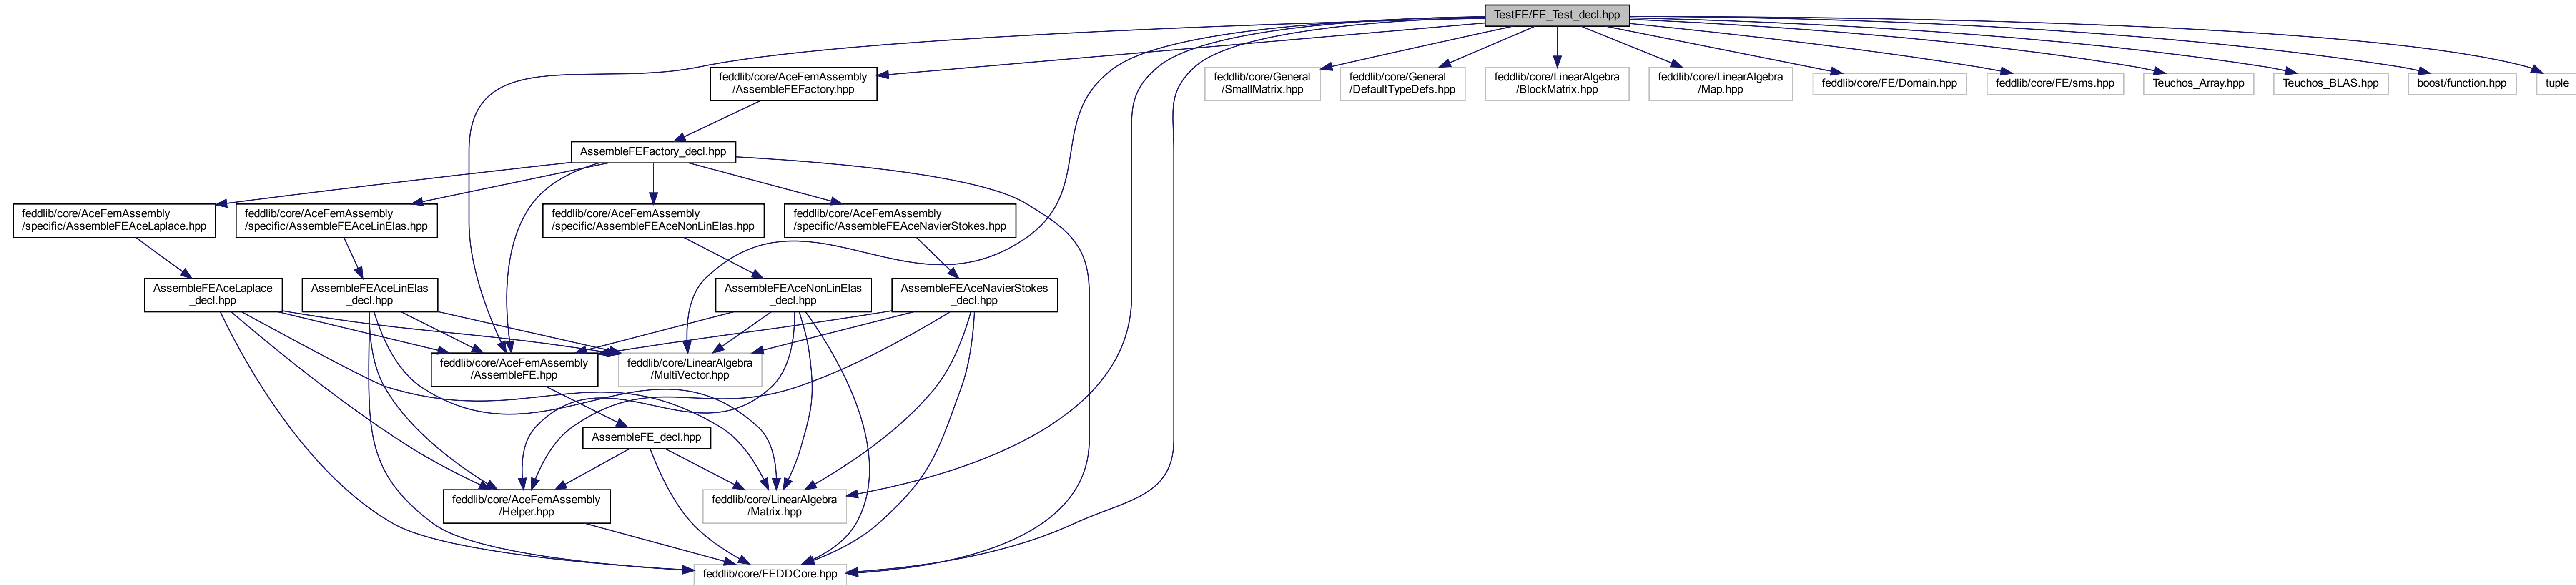 TestFE/FE_Test_decl.hpp
feddlib/core/AceFemAssembly
/AssembleFEFactory.hpp
feddlib/core/General
/SmallMatrix.hpp
feddlib/core/General
/DefaultTypeDefs.hpp
feddlib/core/LinearAlgebra
/BlockMatrix.hpp
feddlib/core/LinearAlgebra
/Map.hpp
feddlib/core/FE/Domain.hpp
feddlib/core/FE/sms.hpp
Teuchos_Array.hpp
Teuchos_BLAS.hpp
boost/function.hpp
tuple
AssembleFEFactory_decl.hpp
feddlib/core/AceFemAssembly
/specific/AssembleFEAceLaplace.hpp
feddlib/core/AceFemAssembly
/specific/AssembleFEAceLinElas.hpp
feddlib/core/AceFemAssembly
/specific/AssembleFEAceNonLinElas.hpp
feddlib/core/AceFemAssembly
/specific/AssembleFEAceNavierStokes.hpp
AssembleFEAceLaplace
_decl.hpp
AssembleFEAceLinElas
_decl.hpp
AssembleFEAceNonLinElas
_decl.hpp
AssembleFEAceNavierStokes
_decl.hpp
feddlib/core/AceFemAssembly
/AssembleFE.hpp
feddlib/core/LinearAlgebra
/MultiVector.hpp
AssembleFE_decl.hpp
feddlib/core/AceFemAssembly
/Helper.hpp
feddlib/core/LinearAlgebra
/Matrix.hpp
feddlib/core/FEDDCore.hpp